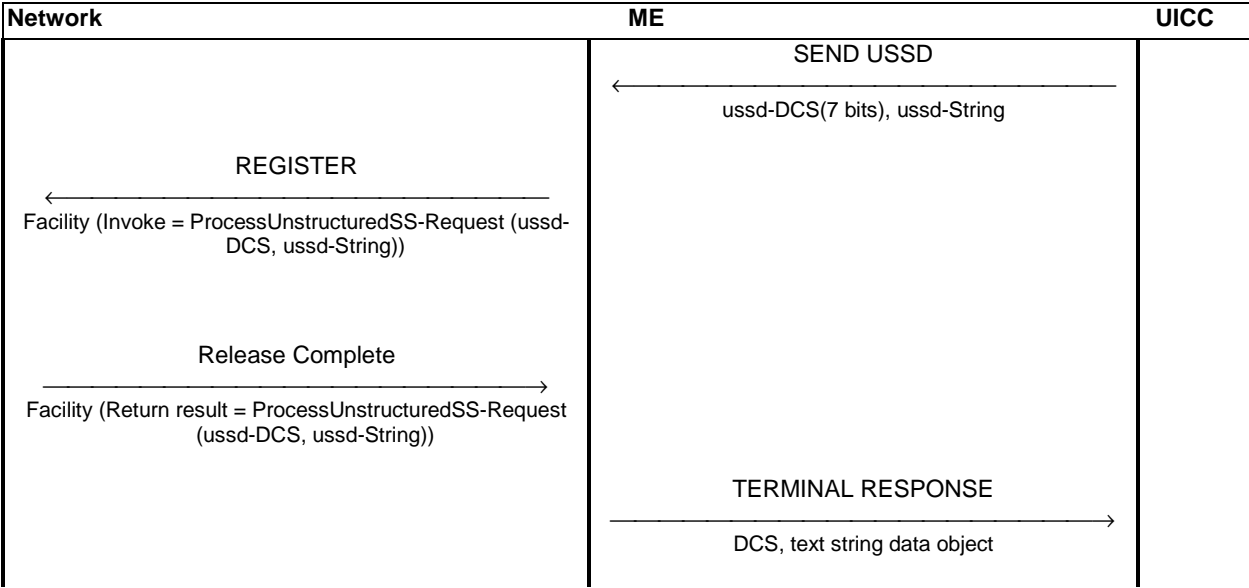 Network ME UICC
SEND USSD
ussd-DCS(7 bits), ussd-String
REGISTER
Facility (Invoke = ProcessUnstructuredSS-Request (ussd-
DCS, ussd-String))
Release Complete
Facility (Return result = ProcessUnstructuredSS-Request
(ussd-DCS, ussd-String))
TERMINAL RESPONSE
DCS, text string data object